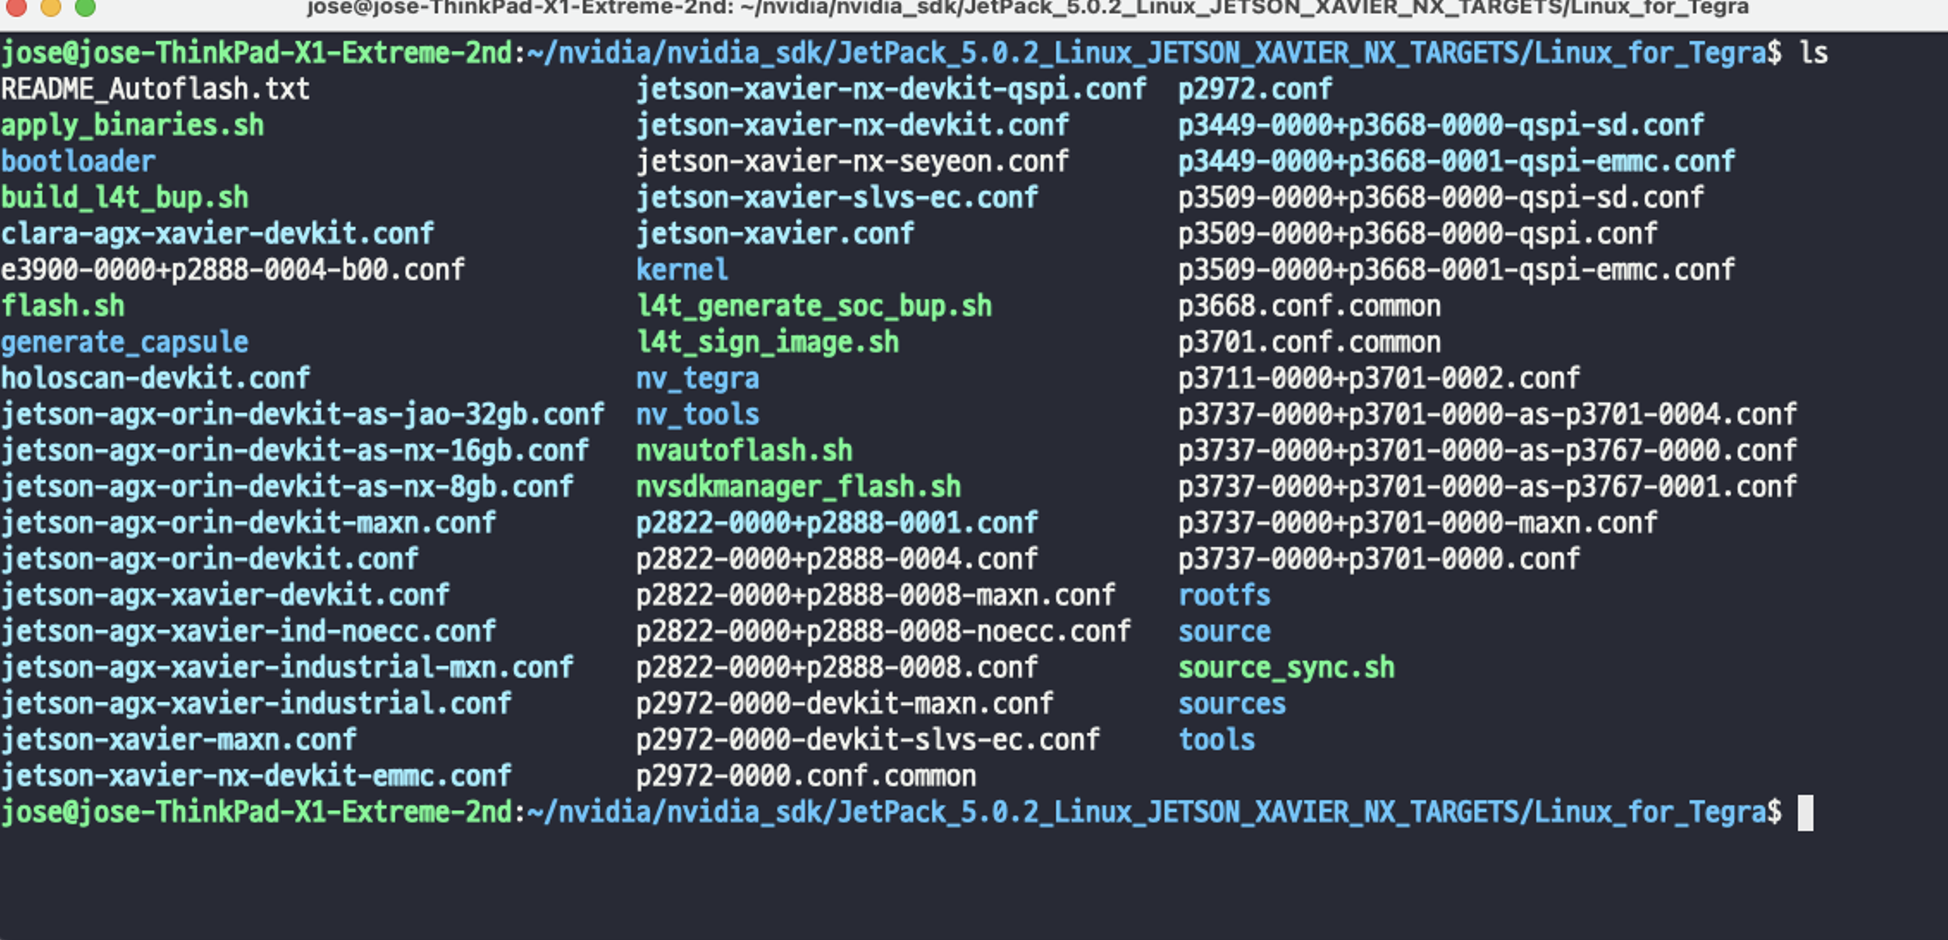 jose@jose-ThinkPad-X1-Extreme-2nd: ~/nvidia/nvidia_sdk/JetPack_5.0.2_Linux_JETSON_XAVIER_NX_TARGETS/Linux_for_Tegra
jose@jose-ThinkPad-X1-Extreme-2nd:~/nvidia/nvidia_sdk/JetPack_5.0.2_Linux_JETSON_XAVIER_NX_TARGETS/Linux_for_Tegra$ ls
README_Autoflash.txt jetson-xavier-nx-devkit-qspi.conf p2972.conf
apply_binaries.sh jetson-xavier-nx-devkit.conf p3449-0000+p3668-0000-qspi-sd.conf
bootloader jetson-xavier-nx-seyeon.conf p3449-0000+p3668-0001-qspi-emmc.conf
build_l4t_bup.sh jetson-xavier-slvs-ec.conf p3509-0000+p3668-0000-qspi-sd.conf
clara-agx-xavier-devkit.conf jetson-xavier.conf p3509-0000+p3668-0000-qspi.conf
e3900-0000+p2888-0004-b00.conf kernel p3509-0000+p3668-0001-qspi-emmc.conf
flash.sh l4t_generate_soc_bup.sh p3668.conf.common
generate_capsule l4t_sign_image.sh p3701.conf.common
holoscan-devkit.conf nv_tegra p3711-0000+p3701-0002.conf
jetson-agx-orin-devkit-as-jao-32gb.conf nv_tools p3737-0000+p3701-0000-as-p3701-0004.conf
jetson-agx-orin-devkit-as-nx-16gb.conf nvautoflash.sh p3737-0000+p3701-0000-as-p3767-0000.conf
jetson-agx-orin-devkit-as-nx-8gb.conf nvsdkmanager_flash.sh p3737-0000+p3701-0000-as-p3767-0001.conf
jetson-agx-orin-devkit-maxn.conf p2822-0000+p2888-0001.conf p3737-0000+p3701-0000-maxn.conf
jetson-agx-orin-devkit.conf p2822-0000+p2888-0004.conf p3737-0000+p3701-0000.conf
jetson-agx-xavier-devkit.conf p2822-0000+p2888-0008-maxn.conf rootfs
jetson-agx-xavier-ind-noecc.conf p2822-0000+p2888-0008-noecc.conf source
jetson-agx-xavier-industrial-mxn.conf p2822-0000+p2888-0008.conf source_sync.sh
jetson-agx-xavier-industrial.conf p2972-0000-devkit-maxn.conf sources
jetson-xavier-maxn.conf p2972-0000-devkit-slvs-ec.conf tools
jetson-xavier-nx-devkit-emmc.conf p2972-0000.conf.common
jose@jose-ThinkPad-X1-Extreme-2nd:~/nvidia/nvidia_sdk/JetPack_5.0.2_Linux_JETSON_XAVIER_NX_TARGETS/Linux_for_Tegra$